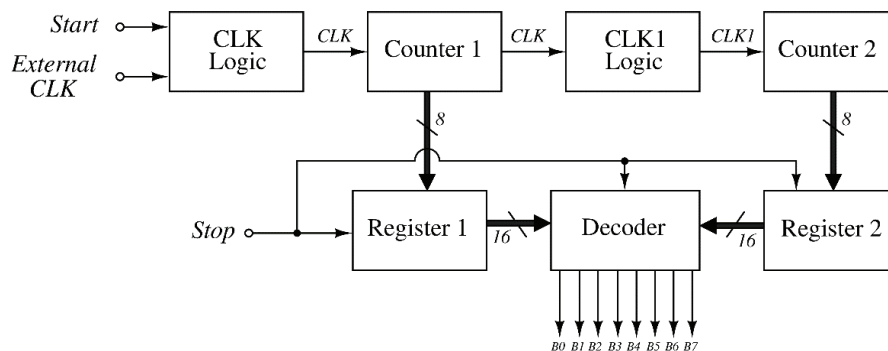 Start
External
CLK
CLK
Logic
CLK
Counter 1
CLK
CLK1
Logic
CLK1
Counter 2
8
8
Stop
Register 1
16
Decoder
16
Register 2
B0 B1 B2 B3 B4 B5 B6 B7